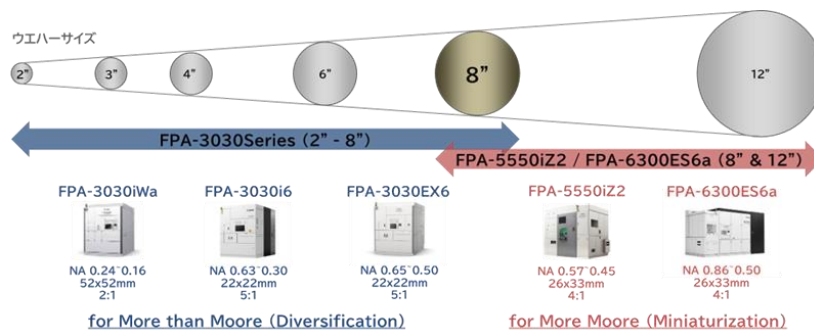 ウエハーサイズ
2” 3” 4” 6” 8” 12”
FPA-3030Series (2” - 8”)
FPA-5550iZ2 / FPA-6300ES6a (8” & 12”)
FPA-3030iWa FPA-3030i6 FPA-3030EX6 FPA-5550iZ2 FPA-6300ES6a
NA 0.24~0.16 NA 0.63~0.30 NA 0.65~0.50 NA 0.57~0.45 NA 0.86~0.50
52x52mm 22x22mm 22x22mm 26x33mm 26x33mm
2:1 5:1 5:1 4:1 4:1
for More than Moore (Diversification) for More Moore (Miniaturization)